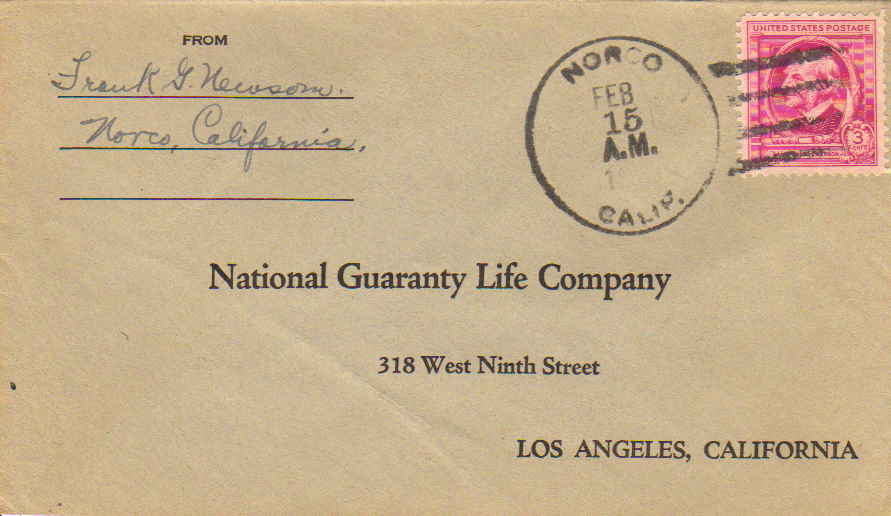 FROM
Frank G. Newsom.
Norco, California,
NORCO
FEB
15
A.M.
1
CALIF.
UNITED STATES POSTAGE
3
CENTS
National Guaranty Life Company
318 West Ninth Street
LOS ANGELES, CALIFORNIA